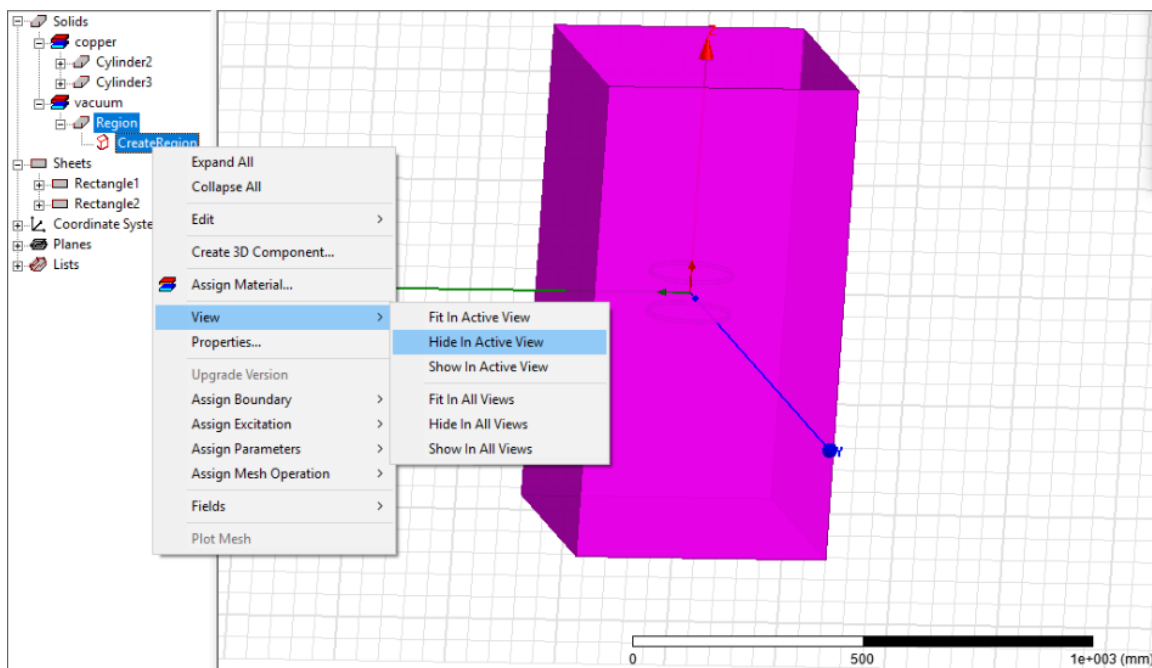 Solids
copper
Cylinder2
Cylinder3
vacuum
Region
CreateRegion
Sheets
Rectangle1
Rectangle2
Coordinate Syste
Planes
Lists
Expand All
Collapse All
Edit
Create 3D Component...
Assign Material...
View
Properties...
Upgrade Version
Assign Boundary
Assign Excitation
Assign Parameters
Assign Mesh Operation
Fields
Plot Mesh
Fit In Active View
Hide In Active View
Show In Active View
Fit In All Views
Hide In All Views
Show In All Views
Z
Y
0 500 1e+003 (mm)